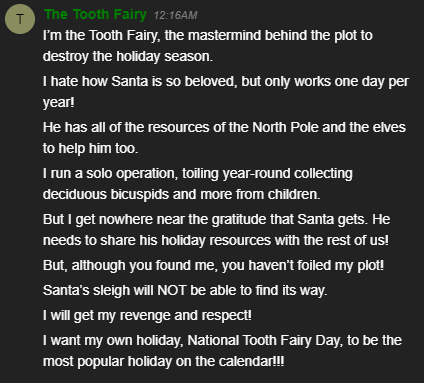 T
The Tooth Fairy 12:16AM
I'm the Tooth Fairy, the mastermind behind the plot to
destroy the holiday season.
I hate how Santa is so beloved, but only works one day per
year!
He has all of the resources of the North Pole and the elves
to help him too.
I run a solo operation, toiling year-round collecting
deciduous bicuspids and more from children.
But I get nowhere near the gratitude that Santa gets. He
needs to share his holiday resources with the rest of us!
But, although you found me, you haven't foiled my plot!
Santa's sleigh will NOT be able to find its way.
I will get my revenge and respect!
I want my own holiday, National Tooth Fairy Day, to be the
most popular holiday on the calendar!!!